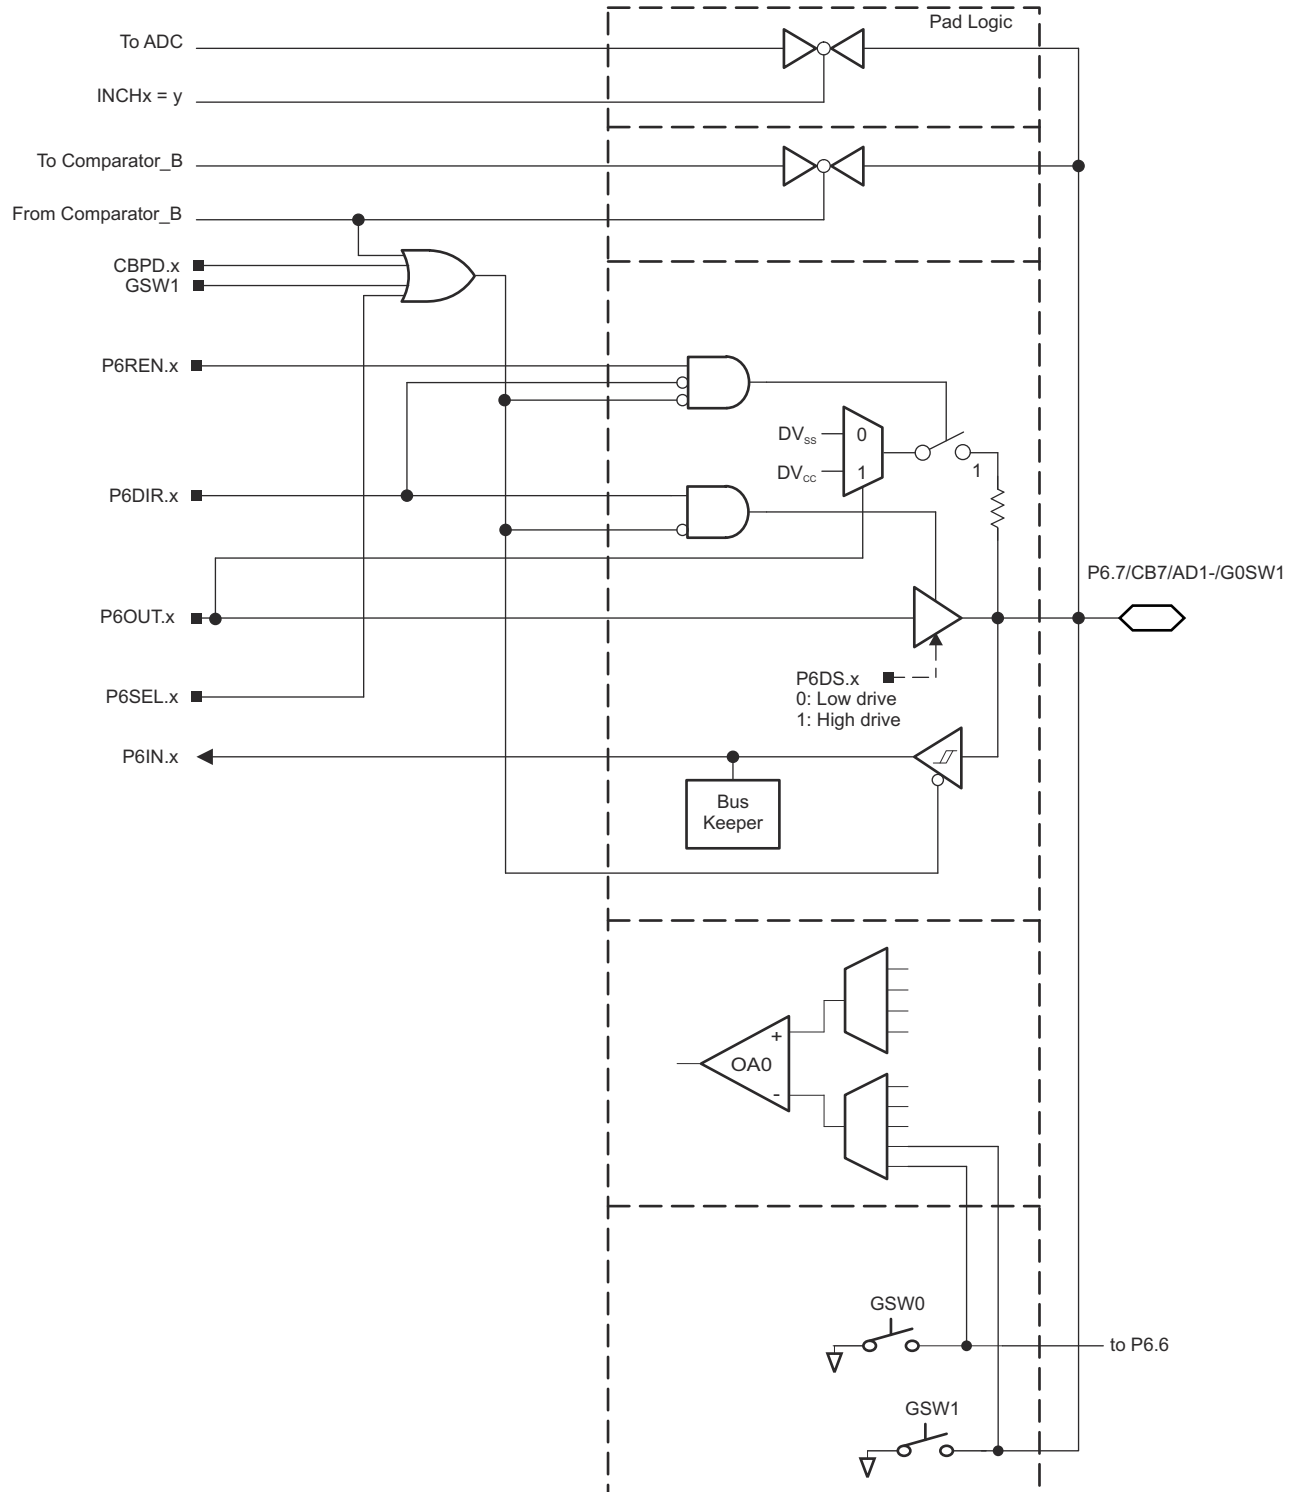 Pad Logic
To ADC
INCHx = y
To Comparator_B
From Comparator_B
CBPD.x
GSW1
P6REN.x
DVSS
0
DVCC
1
1
P6DIR.x
P6.7/CB7/AD1-/G0SW1
P6OUT.x
P6DS.x
0: Low drive
1: High drive
P6SEL.x
P6IN.x
Bus
Keeper
+
OA0
-
GSW0
to P6.6
GSW1